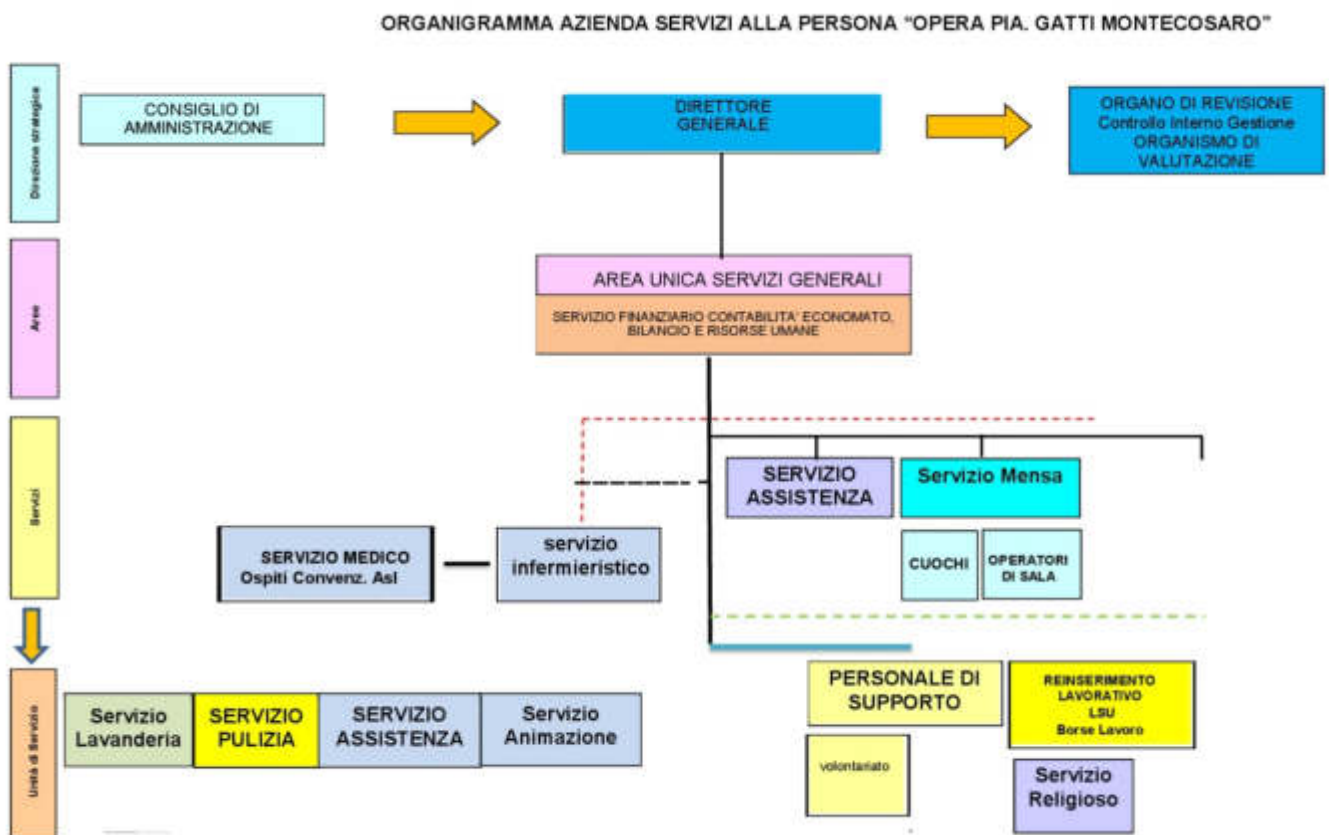 ORGANIGRAMMA AZIENDA SERVIZI ALLA PERSONA “OPERA PIA. GATTI MONTECOSARO”
Direzione strategica
CONSIGLIO DI
AMMINISTRAZIONE
DIRETTORE
GENERALE
ORGANO DI REVISIONE
Controllo Interno Gestione
ORGANISMO DI
VALUTAZIONE
Aree
AREA UNICA SERVIZI GENERALI
SERVIZIO FINANZIARIO CONTABILITA’ ECONOMATO,
BILANCIO E RISORSE UMANE
Servizi
SERVIZIO
ASSISTENZA
Servizio Mensa
SERVIZIO MEDICO
Ospiti Convenz. Asl
servizio
infermieristico
CUOCHI
OPERATORI
DI SALA
Unità di Servizio
Servizio
Lavanderia
SERVIZIO
PULIZIA
SERVIZIO
ASSISTENZA
Servizio
Animazione
PERSONALE DI
SUPPORTO
REINSERIMENTO
LAVORATIVO
LSU
Borse Lavoro
volontariato
Servizio
Religioso